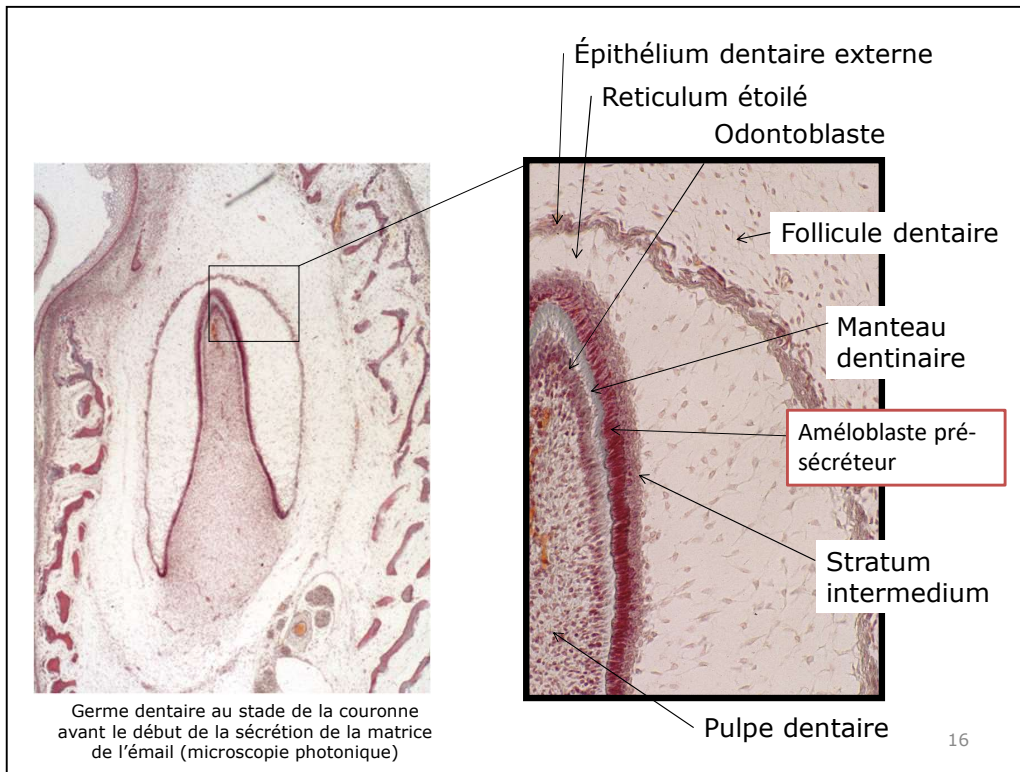 Épithélium dentaire externe
Reticulum étoilé
Odontoblaste
Follicule dentaire
Manteau
dentinaire
Améloblaste pré-
sécréteur
Stratum
intermedium
Pulpe dentaire
Germe dentaire au stade de la couronne
avant le début de la sécrétion de la matrice
de l’émail (microscopie photonique)
16